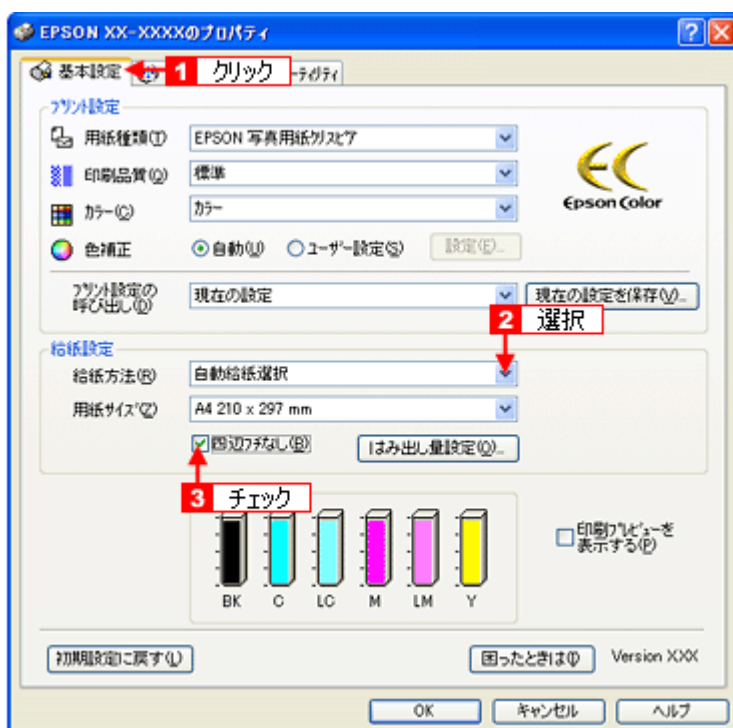 EPSON XX-XXXXのプロパティ
基本設定
1 クリック
ーティリティ
プリント設定
用紙種類(T) EPSON 写真用紙クリスピア
印刷品質(Q) 標準
カラー(C) カラー
色補正 自動(U) ユーザー設定(S) 設定(E)...
Epson Color
プリント設定の
呼び出し(D) 現在の設定 現在の設定を保存(V)...
2 選択
給紙設定
給紙方法(R) 自動給紙選択
用紙サイズ(Z) A4 210 x 297 mm
四辺フチなし(B) はみ出し量設定(O)...
3 チェック
印刷プレビューを
表示する(P)
BK C LC M LM Y
初期設定に戻す(L) 困ったときは(I) Version X.XX
OK キャンセル ヘルプ